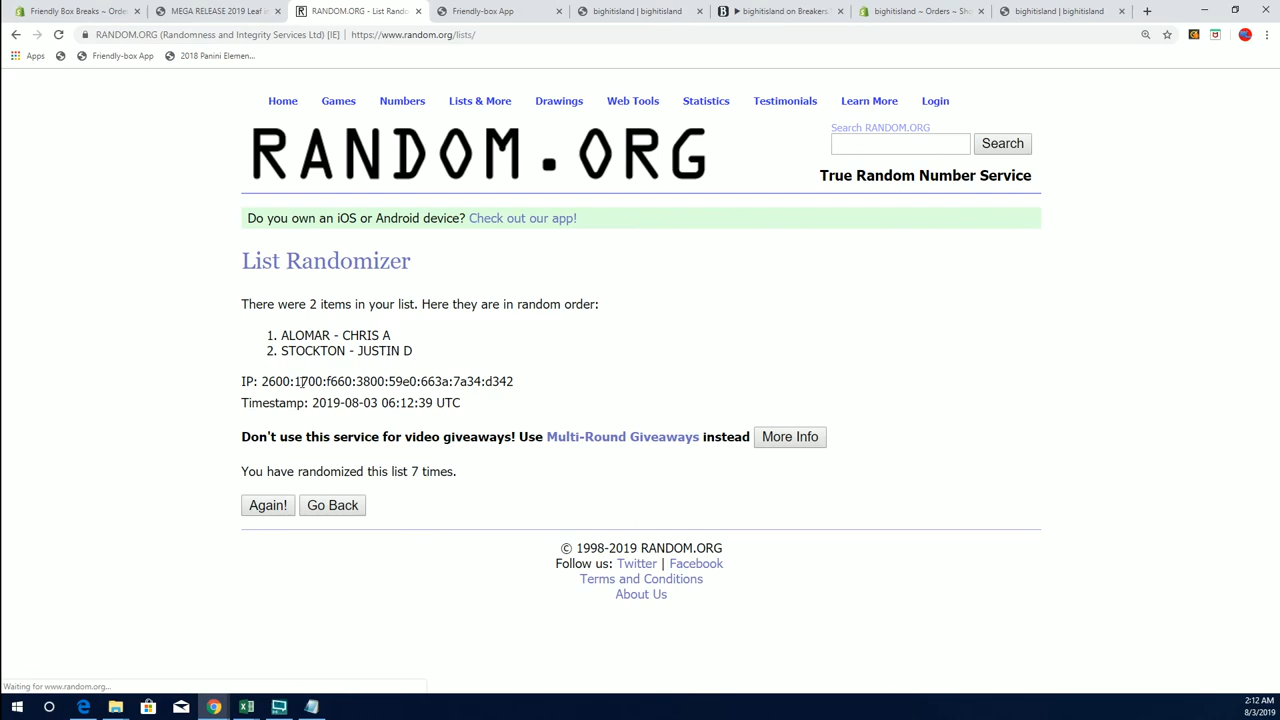 Friendly Box Breaks ~ Order
MEGA RELEASE 2019 Leaf in
RANDOM.ORG - List Rando
Friendly-box App
bighitisland | bighitisland
▶ bighitisland on Breakers.
bighitisland ~ Orders ~ Sho
bighitisland | bighitisland
RANDOM.ORG (Randomness and Integrity Services Ltd) [IE] | https://www.random.org/lists/
Apps
Friendly-box App
2018 Panini Elemen...
Home Games Numbers Lists & More Drawings Web Tools Statistics Testimonials Learn More Login
RANDOM.ORG
Search RANDOM.ORG
Search
True Random Number Service
Do you own an iOS or Android device? Check out our app!
List Randomizer
There were 2 items in your list. Here they are in random order:
1. ALOMAR - CHRIS A
2. STOCKTON - JUSTIN D
IP: 2600:1700:f660:3800:59e0:663a:7a34:d342
Timestamp: 2019-08-03 06:12:39 UTC
Don't use this service for video giveaways! Use Multi-Round Giveaways instead More Info
You have randomized this list 7 times.
Again! Go Back
© 1998-2019 RANDOM.ORG
Follow us: Twitter | Facebook
Terms and Conditions
About Us
Waiting for www.random.org...
2:12 AM
8/3/2019